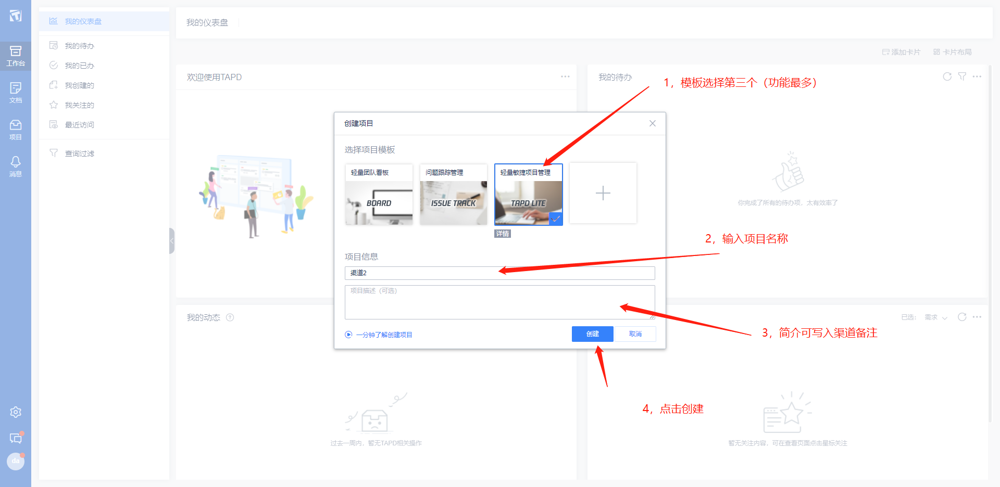 我的仪表盘
工作台
文档
项目
消息
da
我的仪表盘
我的待办
我的已办
我创建的
我关注的
最近访问
查询过滤
添加卡片
卡片布局
欢迎使用TAPD
我的待办
1，模板选择第三个（功能最多）
创建项目
选择项目模板
轻量团队看板
BOARD
问题跟踪管理
ISSUE TRACK
轻量敏捷项目管理
TAPD LITE
详情
你完成了所有的待办项，太有效率了
2，输入项目名称
项目信息
渠道2
项目描述（可选）
3，简介可写入渠道备注
一分钟了解创建项目
创建
取消
4，点击创建
我的动态
已选：
需求
过去一周内，暂无TAPD相关操作
暂无关注内容，可在查看页面点击星标关注